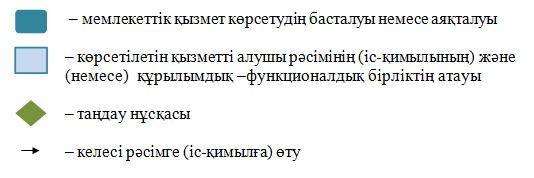 – мемлекеттік қызмет көрсетудің басталуы немесе аяқталуы
– көрсетілетін қызметті алушы рәсімінің (іс-қимылының) және
(немесе) құрылымдық –функционалдық бірліктің атауы
– таңдау нұсқасы
– келесі рәсімге (іс-қимылға) өту